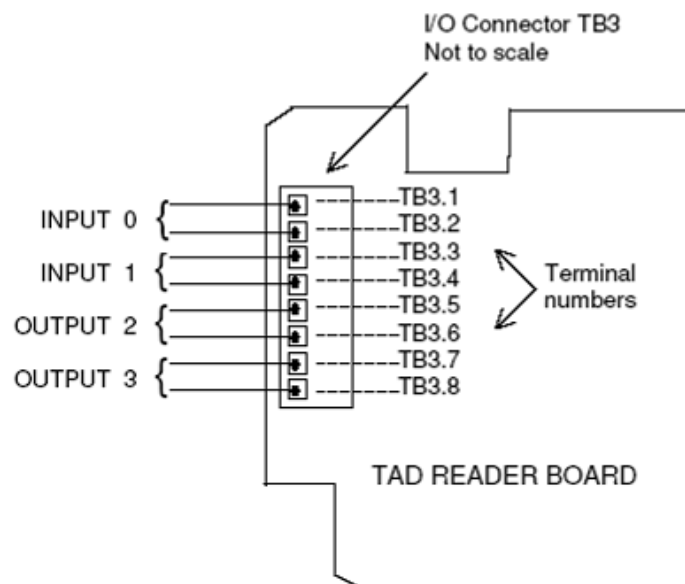 I/O Connector TB3
Not to scale
TB3.1
INPUT 0
TB3.2
TB3.3
INPUT 1
TB3.4
Terminal
numbers
TB3.5
OUTPUT 2
TB3.6
TB3.7
OUTPUT 3
TB3.8
TAD READER BOARD